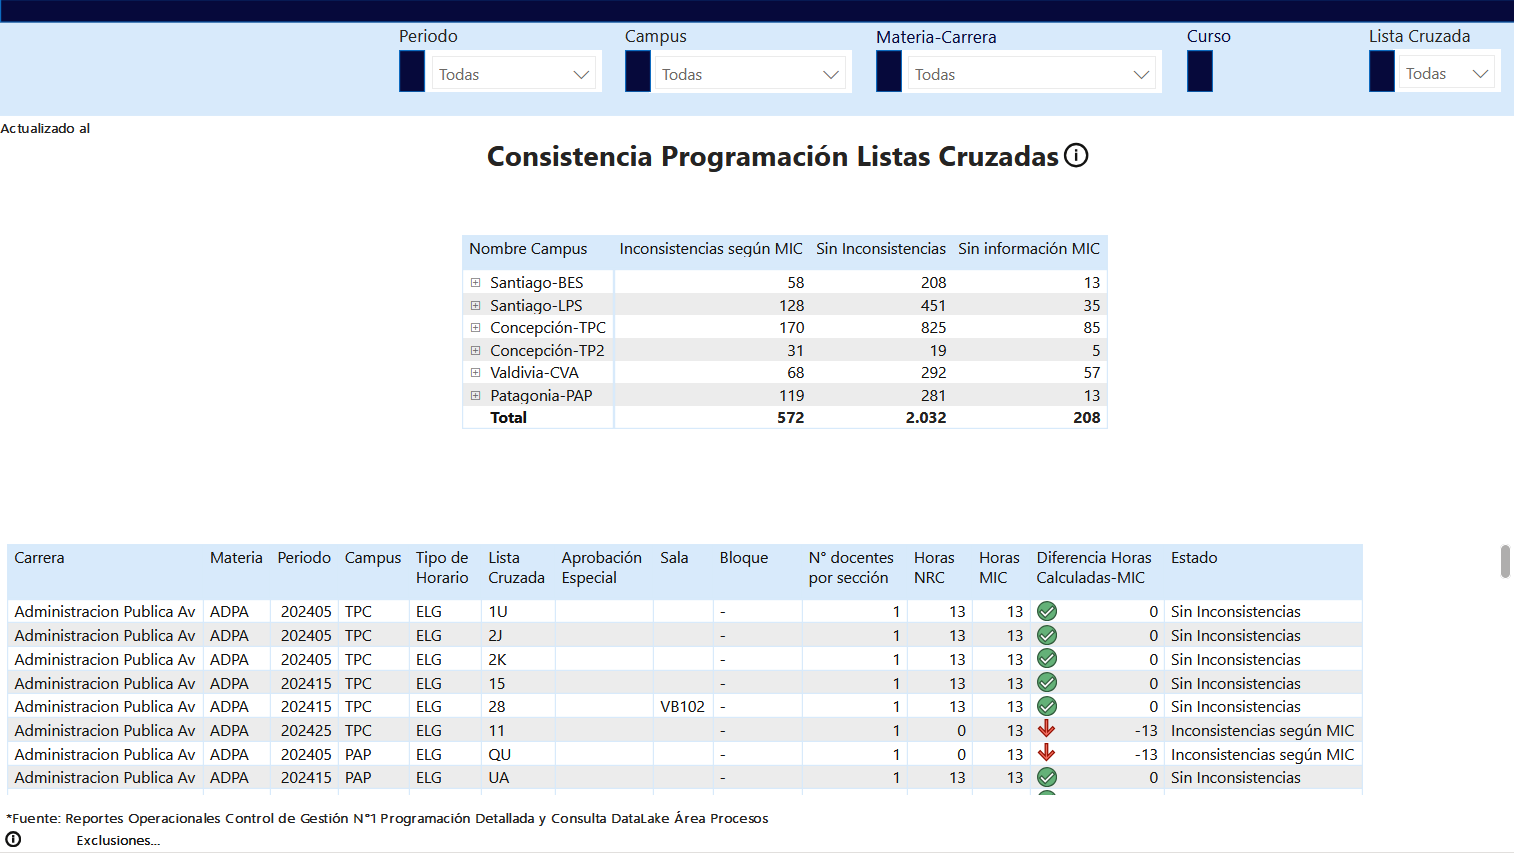 Periodo Campus Materia-Carrera Curso Lista Cruzada
Todas Todas Todas Todas
Actualizado al
Consistencia Programación Listas Cruzadas
Nombre Campus Inconsistencias según MIC Sin Inconsistencias Sin información MIC
Santiago-BES 58 208 13
Santiago-LPS 128 451 35
Concepción-TPC 170 825 85
Concepción-TP2 31 19 5
Valdivia-CVA 68 292 57
Patagonia-PAP 119 281 13
Total 572 2.032 208
Carrera Materia Periodo Campus Tipo de Horario Lista Cruzada Aprobación Especial Sala Bloque N° docentes por sección Horas NRC Horas MIC Diferencia Horas Calculadas-MIC Estado
Administracion Publica Av ADPA 202405 TPC ELG 1U - 1 13 13 0 Sin Inconsistencias
Administracion Publica Av ADPA 202405 TPC ELG 2J - 1 13 13 0 Sin Inconsistencias
Administracion Publica Av ADPA 202405 TPC ELG 2K - 1 13 13 0 Sin Inconsistencias
Administracion Publica Av ADPA 202415 TPC ELG 15 - 1 13 13 0 Sin Inconsistencias
Administracion Publica Av ADPA 202415 TPC ELG 28 VB102 - 1 13 13 0 Sin Inconsistencias
Administracion Publica Av ADPA 202425 TPC ELG 11 - 1 0 13 -13 Inconsistencias según MIC
Administracion Publica Av ADPA 202405 PAP ELG QU - 1 0 13 -13 Inconsistencias según MIC
Administracion Publica Av ADPA 202415 PAP ELG UA - 1 13 13 0 Sin Inconsistencias
*Fuente: Reportes Operacionales Control de Gestión N°1 Programación Detallada y Consulta DataLake Área Procesos
Exclusiones...